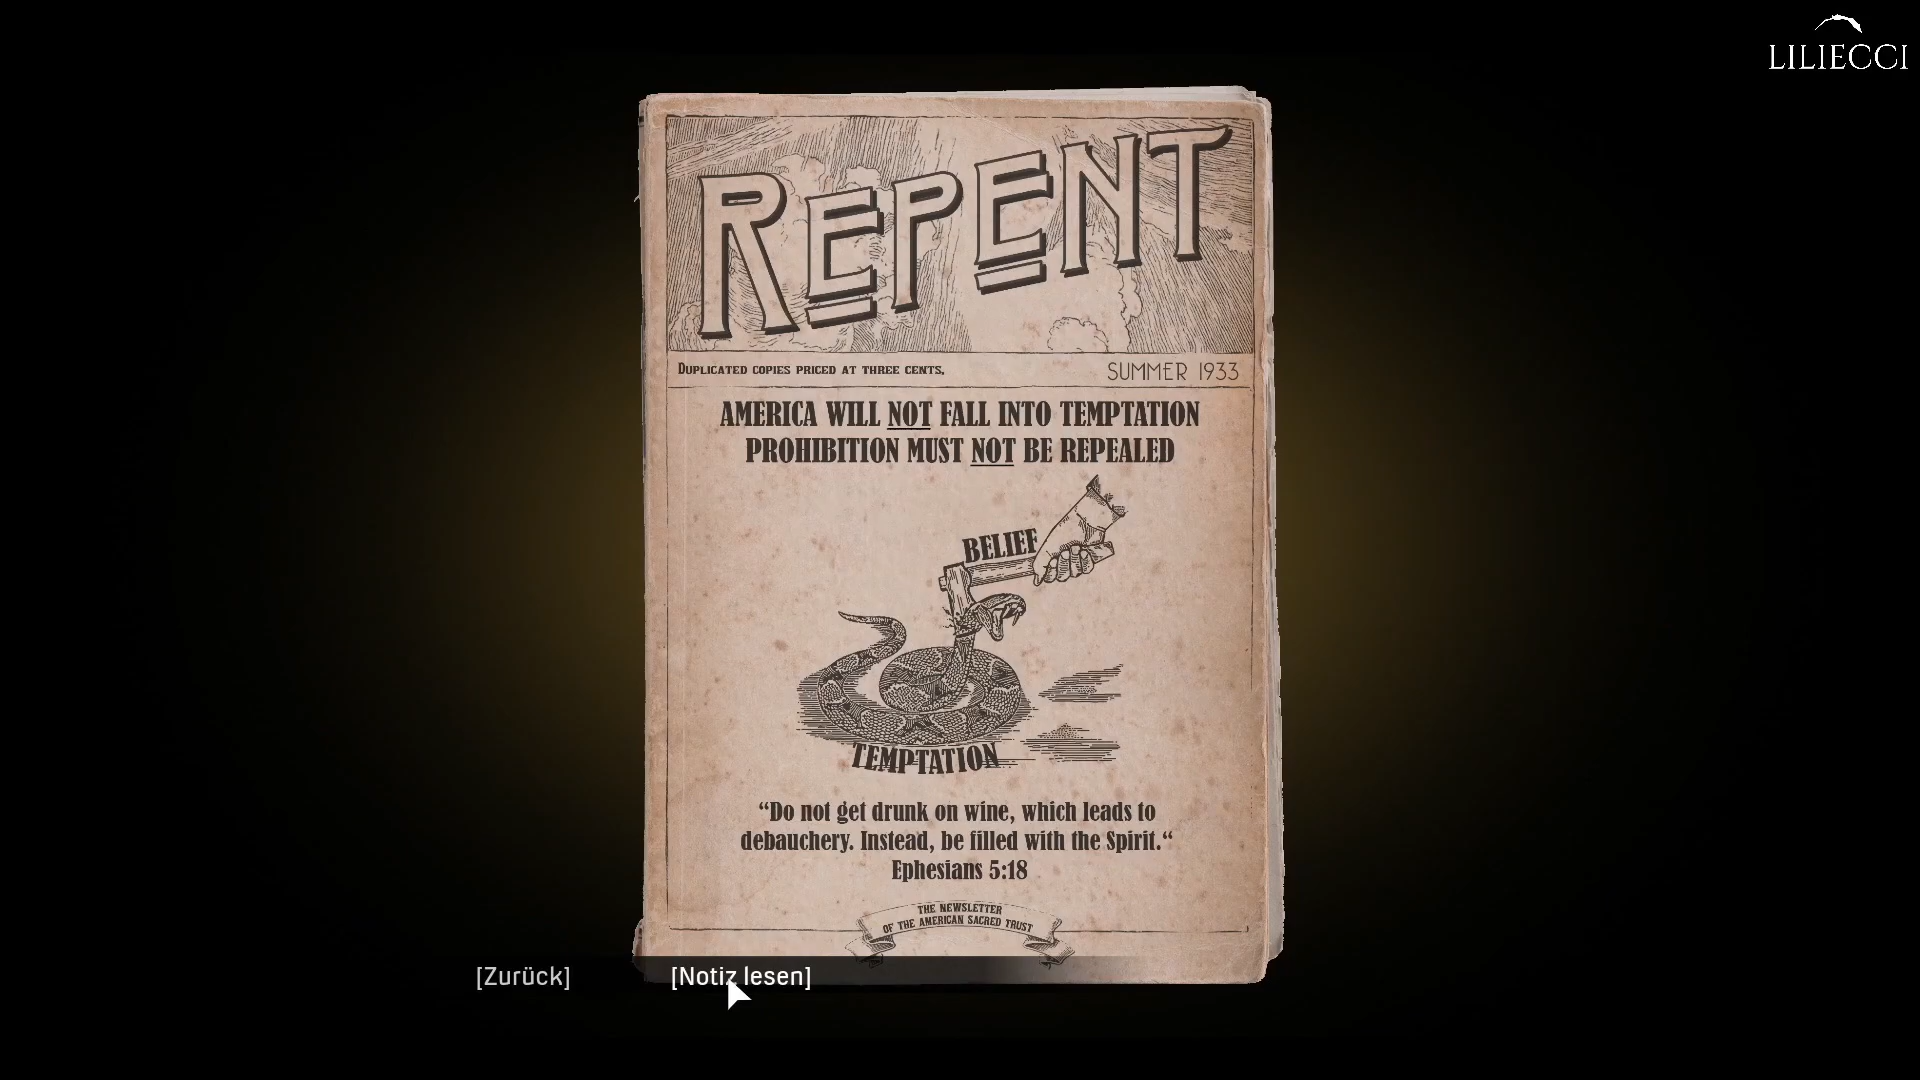 LILIECCI
REPENT
DUPLICATED COPIES PRICED AT THREE CENTS.
SUMMER 1933
AMERICA WILL NOT FALL INTO TEMPTATION
PROHIBITION MUST NOT BE REPEALED
BELIEF
TEMPTATION
“Do not get drunk on wine, which leads to
debauchery. Instead, be filled with the Spirit.“
Ephesians 5:18
THE NEWSLETTER
OF THE AMERICAN SACRED TRUST
[Zurück]
[Notiz lesen]